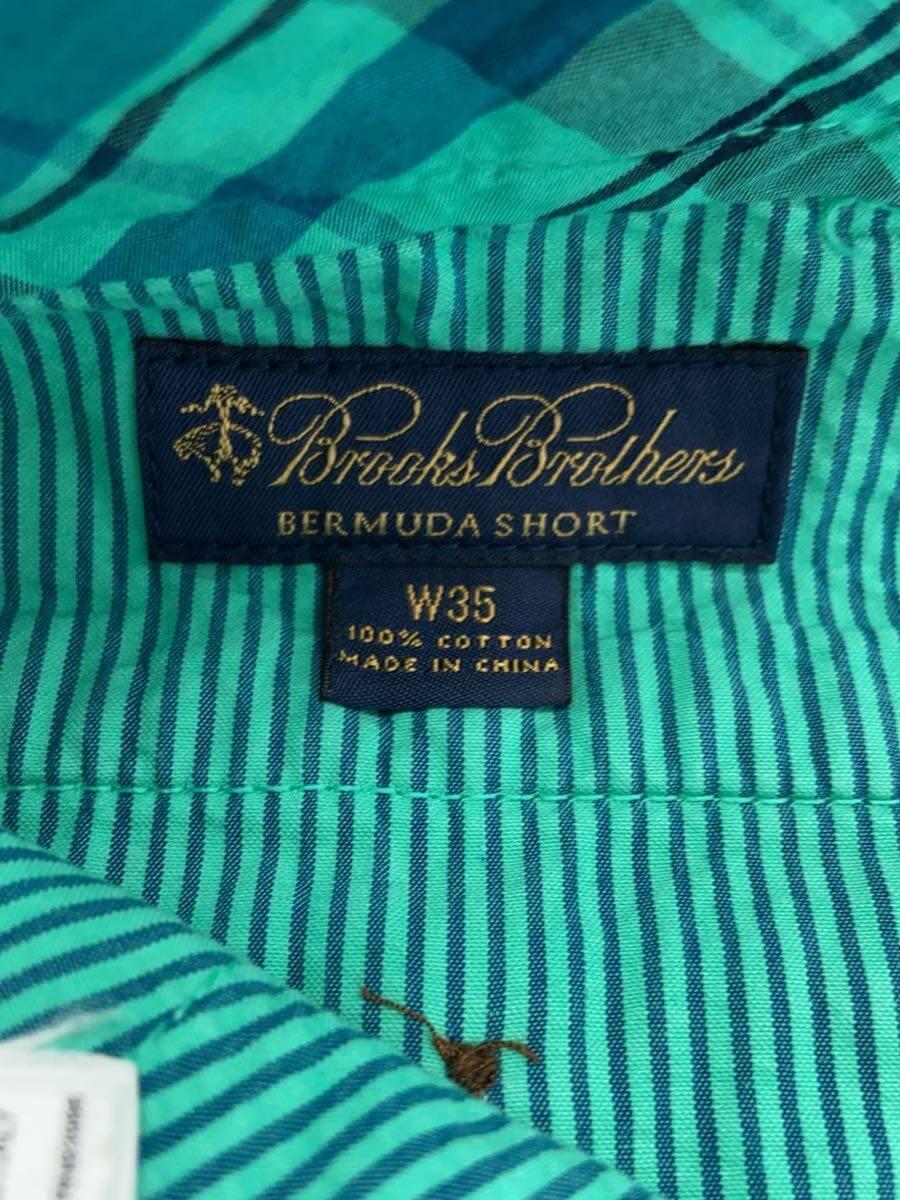 Brooks Brothers
BERMUDA SHORT
W35
100% COTTON
MADE IN CHINA